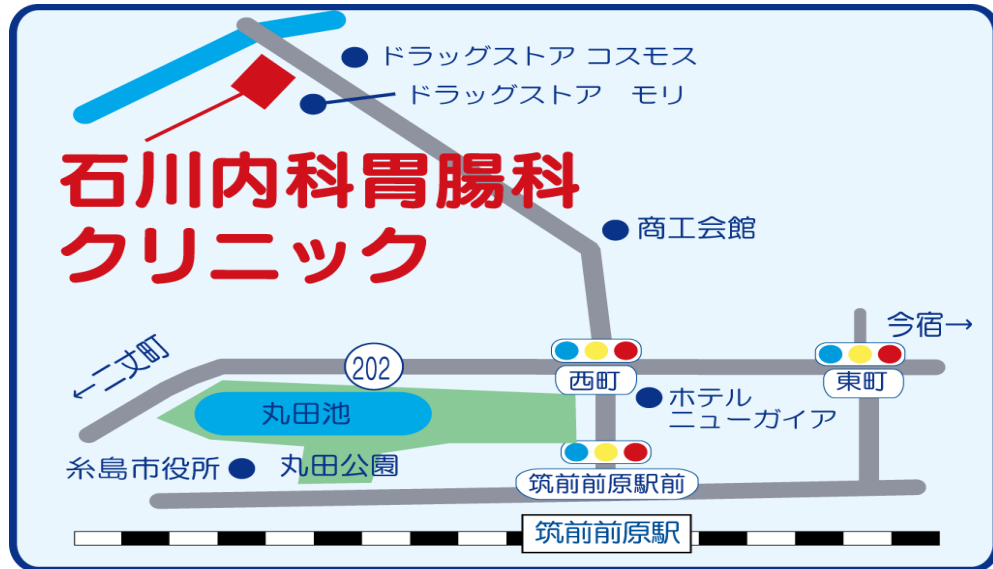 ドラッグストア コスモス
ドラッグストア　モリ
石川内科胃腸科
クリニック
商工会館
今宿→
←二丈町
202
西町
東町
ホテル
ニューガイア
丸田池
糸島市役所
丸田公園
筑前前原駅前
筑前前原駅